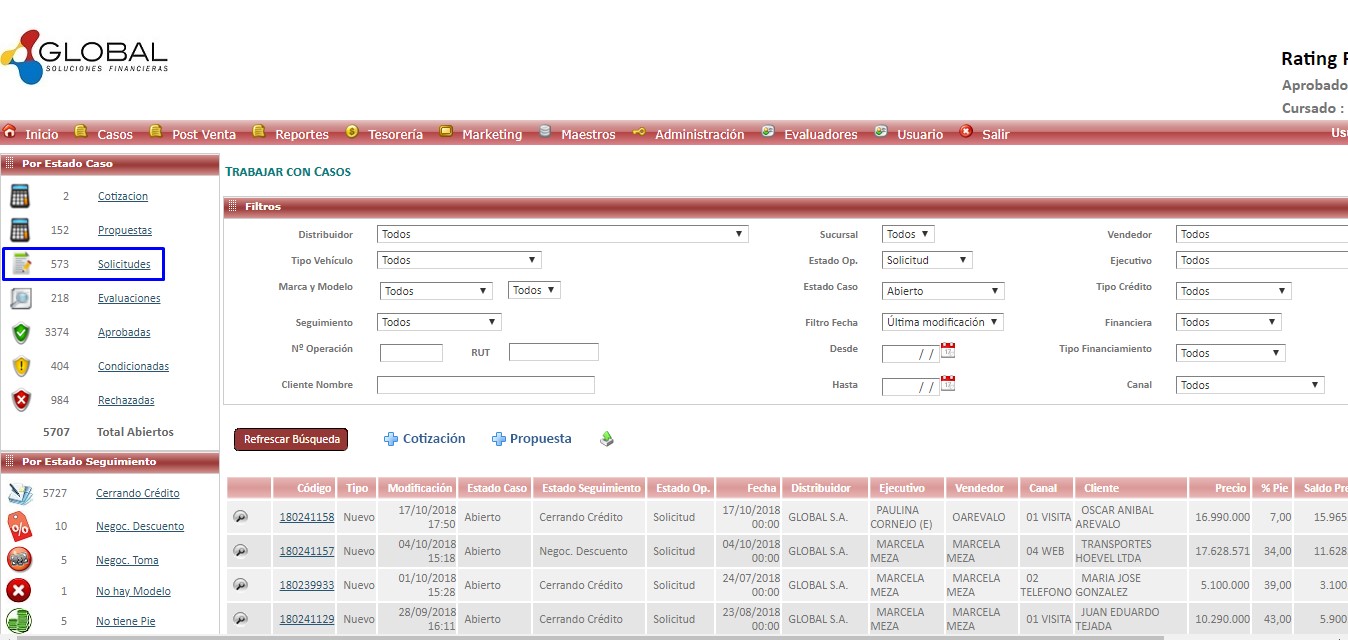 GLOBAL
SOLUCIONES FINANCIERAS
Rating
Aprobado
Cursado :
Inicio Casos Post Venta Reportes Tesorería Marketing Maestros Administración Evaluadores Usuario Salir
Por Estado Caso
2 Cotizacion
152 Propuestas
573 Solicitudes
218 Evaluaciones
3374 Aprobadas
404 Condicionadas
984 Rechazadas
5707 Total Abiertos
Por Estado Seguimiento
5727 Cerrando Crédito
10 Negoc. Descuento
5 Negoc. Toma
1 No hay Modelo
5 No tiene Pie
TRABAJAR CON CASOS
Filtros
Distribuidor Todos Sucursal Todos Vendedor Todos
Tipo Vehículo Todos Estado Op. Solicitud Ejecutivo Todos
Marca y Modelo Todos Todos Estado Caso Abierto Tipo Crédito Todos
Seguimiento Todos Filtro Fecha Última modificación Financiera Todos
Nº Operación RUT Desde / / Tipo Financiamiento Todos
Cliente Nombre Hasta / / Canal Todos
Refrescar Búsqueda Cotización Propuesta
Código Tipo Modificación Estado Caso Estado Seguimiento Estado Op. Fecha Distribuidor Ejecutivo Vendedor Canal Cliente Precio % Pie Saldo
180241158 Nuevo 17/10/2018 17:50 Abierto Cerrando Crédito Solicitud 17/10/2018 00:00 GLOBAL S.A. PAULINA CORNEJO (E) OAREVALO 01 VISITA OSCAR ANIBAL AREVALO 16.990.000 7,00 15.965
180241157 Nuevo 04/10/2018 15:18 Abierto Negoc. Descuento Solicitud 04/10/2018 00:00 GLOBAL S.A. MARCELA MEZA MARCELA MEZA 04 WEB TRANSPORTES HOEVEL LTDA 17.628.571 34,00 11.628
180239933 Nuevo 01/10/2018 15:28 Abierto Cerrando Crédito Solicitud 24/07/2018 00:00 GLOBAL S.A. MARCELA MEZA MARCELA MEZA 02 TELEFONO MARIA JOSE GONZALEZ 5.100.000 39,00 3.100
180241129 Nuevo 28/09/2018 16:11 Abierto Cerrando Crédito Solicitud 23/08/2018 00:00 GLOBAL S.A. MARCELA MEZA MARCELA MEZA 01 VISITA JUAN EDUARDO TEJADA 10.290.000 43,00 5.900